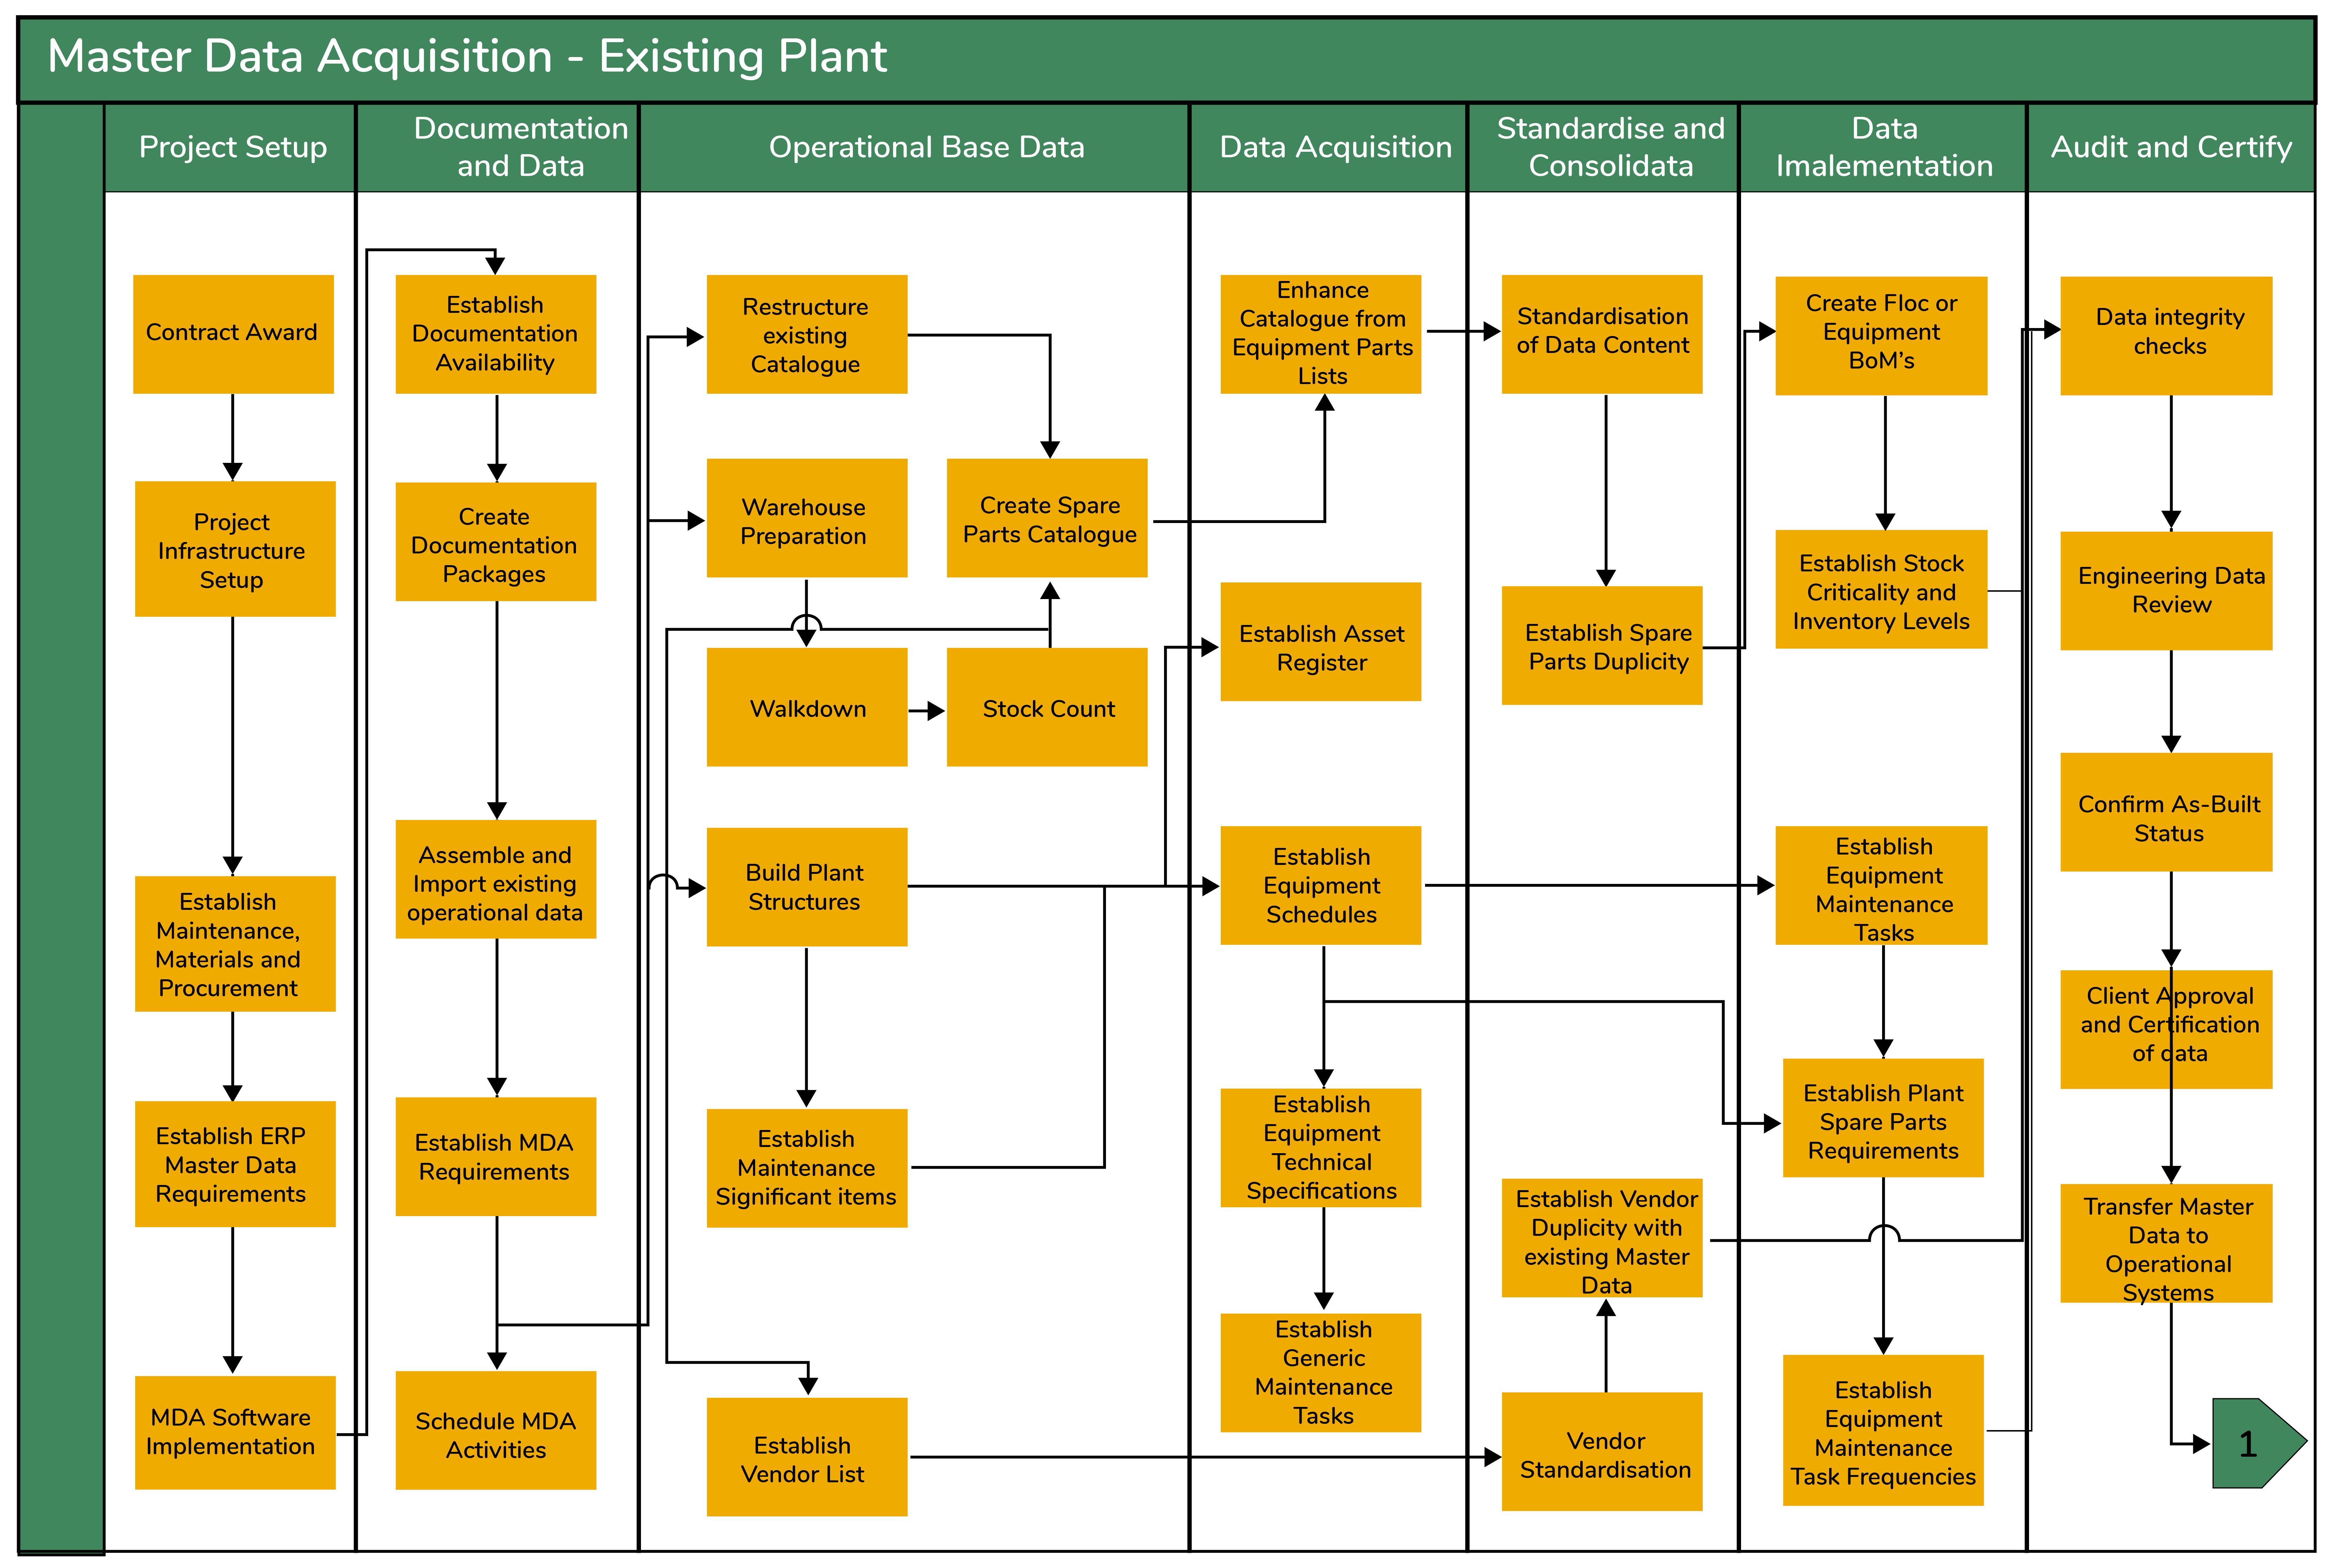 Master Data Acquisition - Existing Plant
Project Setup
Documentation
and Data
Operational Base Data
Data Acquisition
Standardise and
Consolidata
Data
Imalementation
Audit and Certify
Contract Award
Project
Infrastructure
Setup
Establish
Maintenance,
Materials and
Procurement
Establish ERP
Master Data
Requirements
MDA Software
Implementation
Establish
Documentation
Availability
Create
Documentation
Packages
Assemble and
Import existing
operational data
Establish MDA
Requirements
Schedule MDA
Activities
Restructure
existing
Catalogue
Warehouse
Preparation
Create Spare
Parts Catalogue
Walkdown
Stock Count
Build Plant
Structures
Establish
Maintenance
Significant items
Establish
Vendor List
Enhance
Catalogue from
Equipment Parts
Lists
Establish Asset
Register
Establish
Equipment
Schedules
Establish
Equipment
Technical
Specifications
Establish
Generic
Maintenance
Tasks
Standardisation
of Data Content
Establish Spare
Parts Duplicity
Establish Vendor
Duplicity with
existing Master
Data
Vendor
Standardisation
Create Floc or
Equipment
BoM's
Establish Stock
Criticality and
Inventory Levels
Establish
Equipment
Maintenance
Tasks
Establish Plant
Spare Parts
Requirements
Establish
Equipment
Maintenance
Task Frequencies
Data integrity
checks
Engineering Data
Review
Confirm As-Built
Status
Client Approval
and Certification
of data
Transfer Master
Data to
Operational
Systems
1